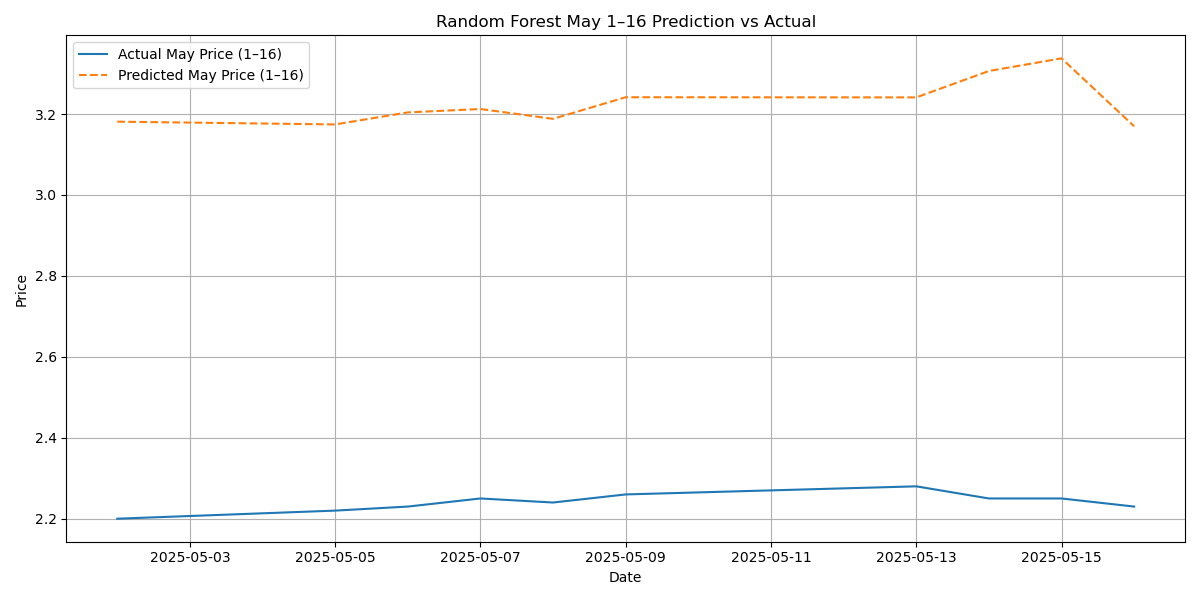 Random Forest May 1–16 Prediction vs Actual
Actual May Price (1–16)
Predicted May Price (1–16)
Price
3.2
3.0
2.8
2.6
2.4
2.2
2025-05-03 2025-05-05 2025-05-07 2025-05-09 2025-05-11 2025-05-13 2025-05-15
Date